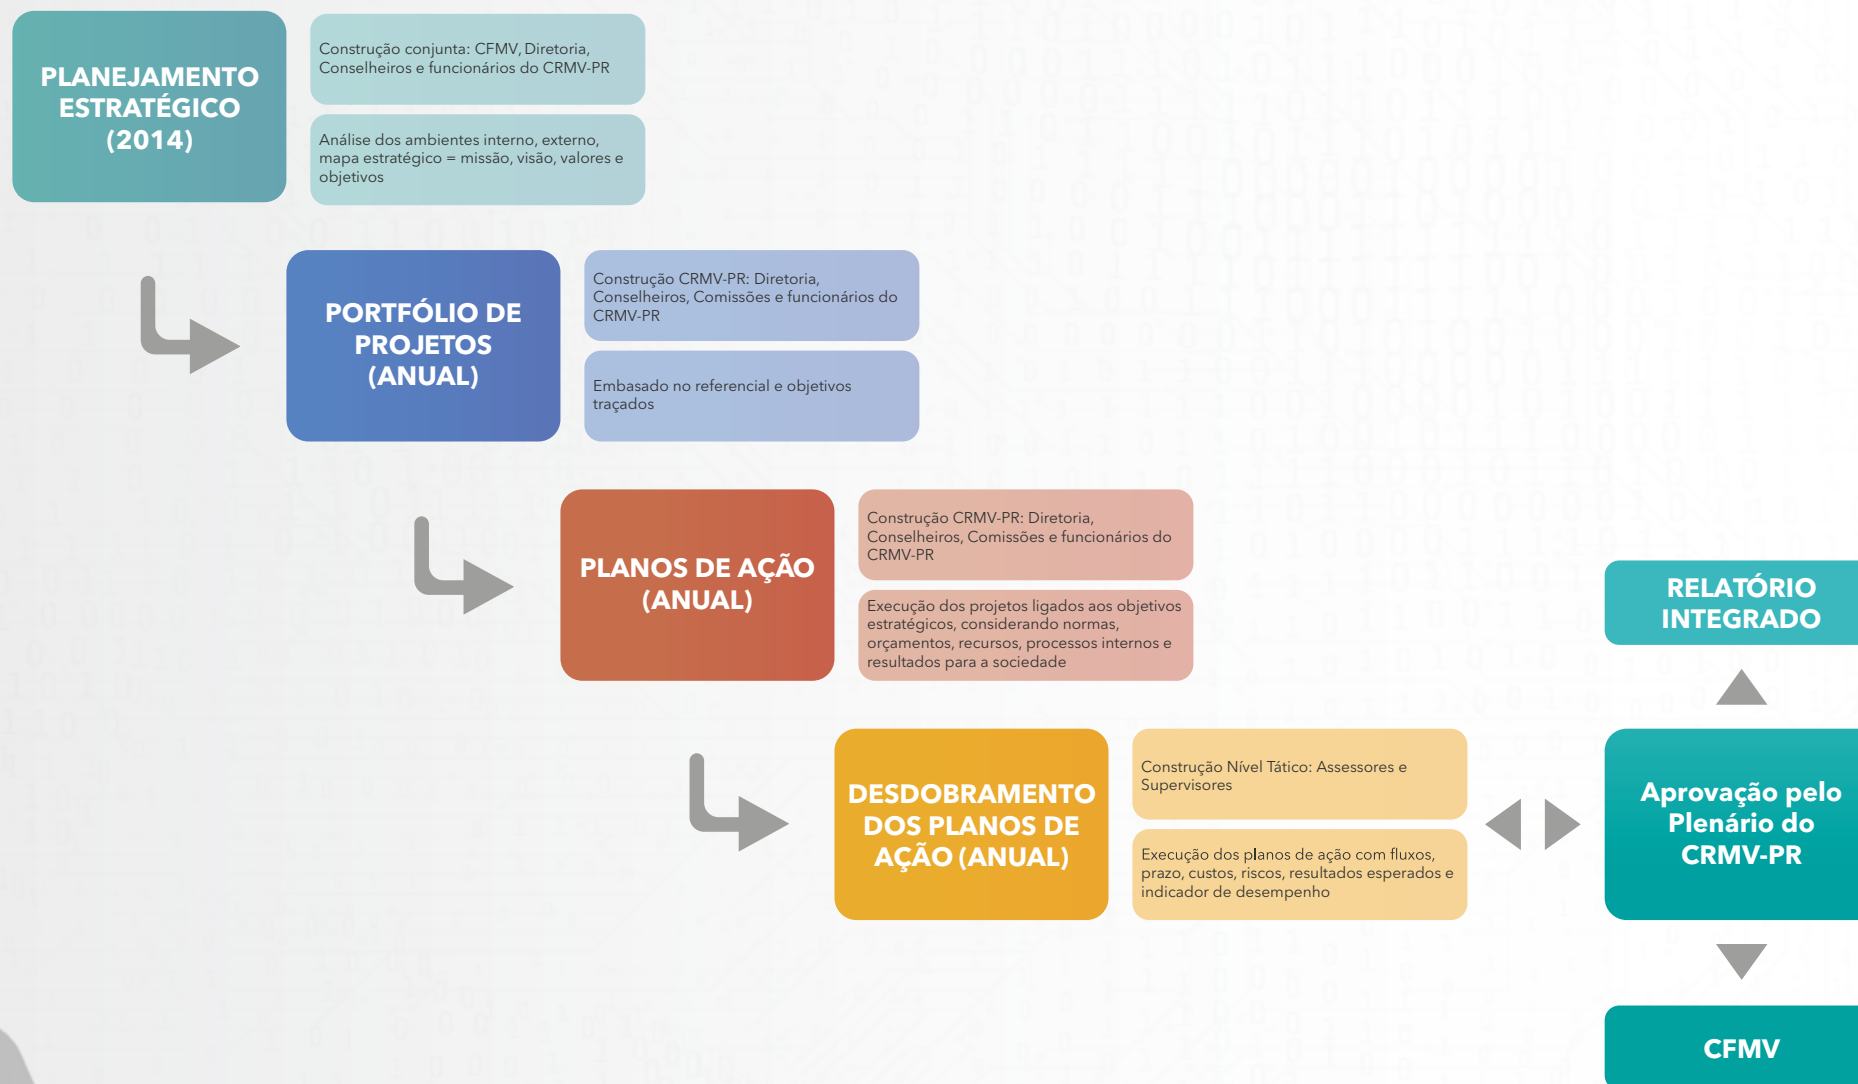 PLANEJAMENTO
ESTRATÉGICO
(2014)
Construção conjunta: CFMV, Diretoria,
Conselheiros e funcionários do CRMV-PR
Análise dos ambientes interno, externo,
mapa estratégico = missão, visão, valores e
objetivos
PORTFÓLIO DE
PROJETOS
(ANUAL)
Construção CRMV-PR: Diretoria,
Conselheiros, Comissões e funcionários do
CRMV-PR
Embasado no referencial e objetivos
traçados
PLANOS DE AÇÃO
(ANUAL)
Construção CRMV-PR: Diretoria,
Conselheiros, Comissões e funcionários do
CRMV-PR
Execução dos projetos ligados aos objetivos
estratégicos, considerando normas,
orçamentos, recursos, processos internos e
resultados para a sociedade
DESDOBRAMENTO
DOS PLANOS DE
AÇÃO (ANUAL)
Construção Nível Tático: Assessores e
Supervisores
Execução dos planos de ação com fluxos,
prazo, custos, riscos, resultados esperados e
indicador de desempenho
RELATÓRIO
INTEGRADO
Aprovação pelo
Plenário do
CRMV-PR
CFMV